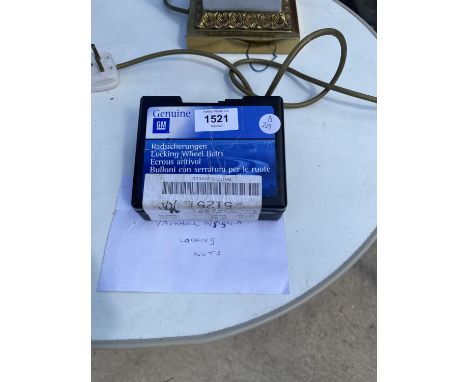 Genuine
GM
1521
Radsicherungen
Locking Wheel Bolts
Ecrous antivol
Bulloni con serratura per le ruote
VAUXHALL INSIGNIA
LOCKING
NUTS